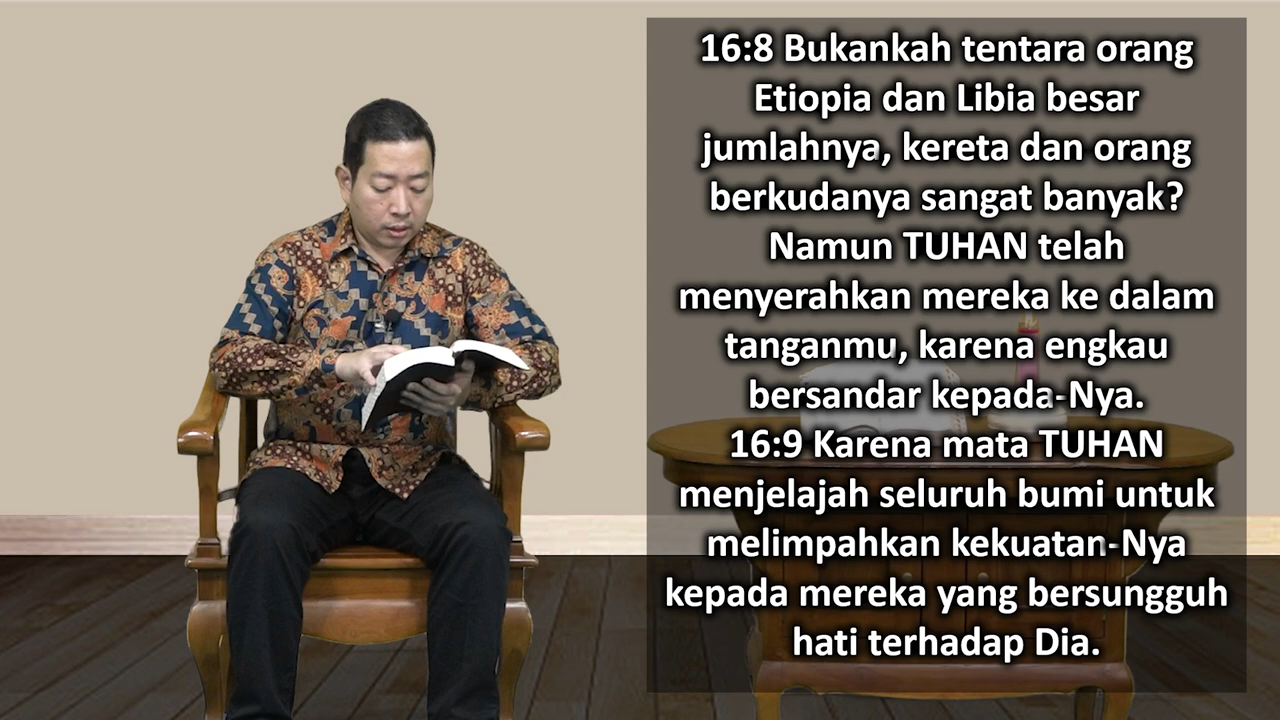 16:8 Bukankah tentara orang
Etiopia dan Libia besar
jumlahnya, kereta dan orang
berkudanya sangat banyak?
Namun TUHAN telah
menyerahkan mereka ke dalam
tanganmu, karena engkau
bersandar kepada-Nya.
16:9 Karena mata TUHAN
menjelajah seluruh bumi untuk
melimpahkan kekuatan-Nya
kepada mereka yang bersungguh
hati terhadap Dia.